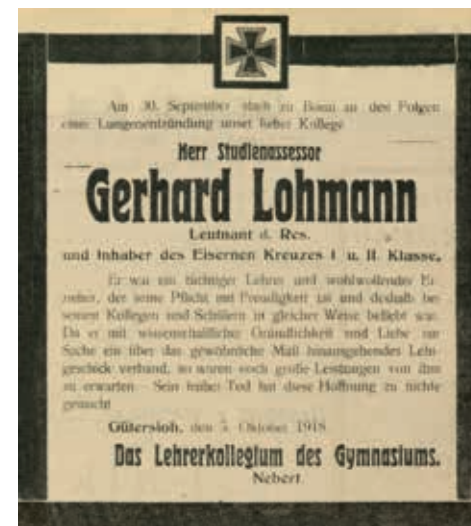 Am 30. September starb zu Bonn an den Folgen
einer Lungenentzündung unser lieber Kollege
Herr Studienassessor
Gerhard Lohmann
Leutnant d. Res.
und Inhaber des Eisernen Kreuzes I u. II. Klasse.
Er war ein tüchtiger Lehrer und wohlwollender Er-
zieher, der seine Pflicht mit Freudigkeit tat und deshalb bei
seinen Kollegen und Schülern in gleicher Weise beliebt war.
Da er mit wissenschaftlicher Gründlichkeit und Liebe zur
Sache ein über das gewöhnliche Maß hinausgehendes Lehr-
geschick verband, so waren noch große Leistungen von ihm
zu erwarten. Sein früher Tod hat diese Hoffnung zu nichte
gemacht
Gütersloh, den Oktober 1918
Das Lehrerkollegium des Gymnasiums.
Nebert.